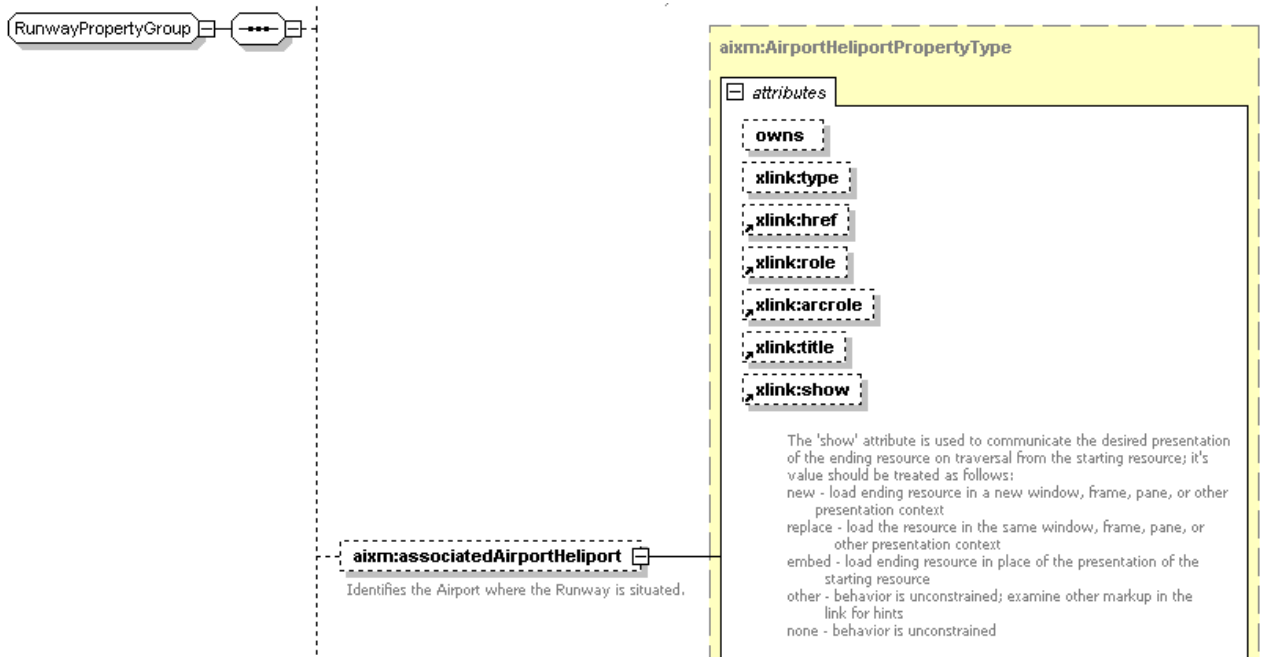 RunwayPropertyGroup
aixm:AirportHeliportPropertyType
attributes
owns
xlink:type
xlink:href
xlink:role
xlink:arcrole
xlink:title
xlink:show
The 'show' attribute is used to communicate the desired presentation
of the ending resource on traversal from the starting resource; it's
value should be treated as follows:
new - load ending resource in a new window, frame, pane, or other
presentation context
replace - load the resource in the same window, frame, pane, or
other presentation context
embed - load ending resource in place of the presentation of the
starting resource
other - behavior is unconstrained; examine other markup in the
link for hints
none - behavior is unconstrained
aixm:associatedAirportHeliport
Identifies the Airport where the Runway is situated.